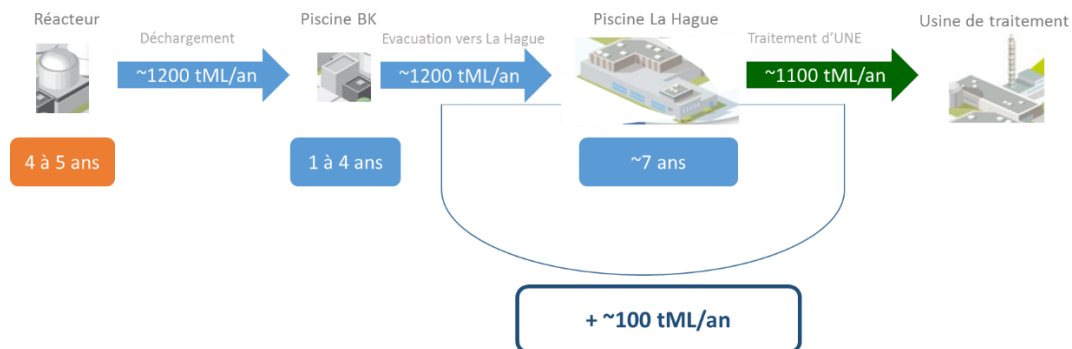 Réacteur
Piscine BK
Piscine La Hague
Usine de traitement
Déchargement
Evacuation vers La Hague
Traitement d'UNE
~1200 tML/an
~1200 tML/an
~1100 tML/an
4 à 5 ans
1 à 4 ans
~7 ans
+ ~100 tML/an